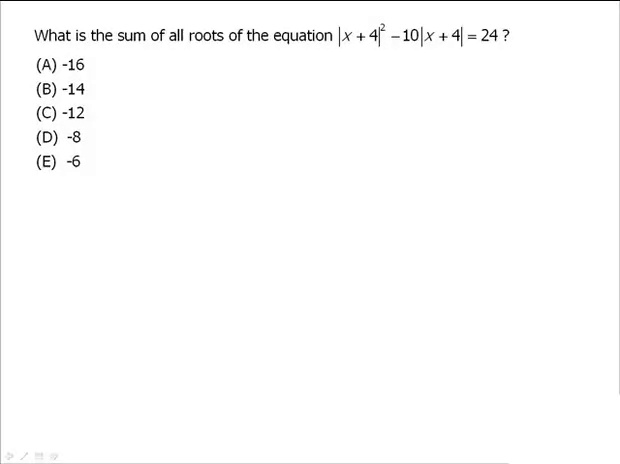 What is the sum of all roots of the equation |x + 4|² − 10|x + 4| = 24 ?
(A) -16
(B) -14
(C) -12
(D) -8
(E) -6